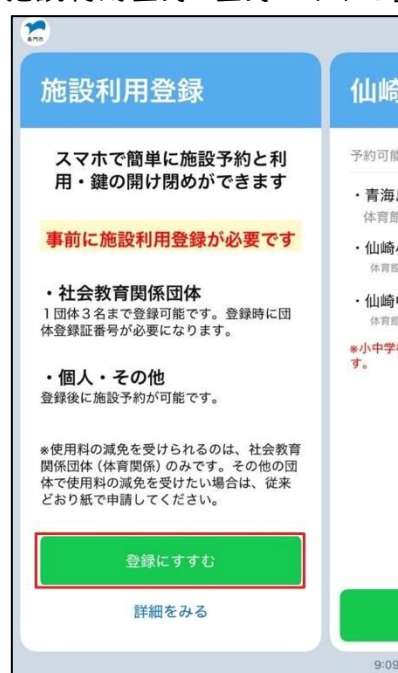 長門市
施設利用登録
スマホで簡単に施設予約と利
用・鍵の開け閉めができます
事前に施設利用登録が必要です
・社会教育関係団体
1団体3名まで登録可能です。登録時に団
体登録証番号が必要になります。
・個人・その他
登録後に施設予約が可能です。
※使用料の減免を受けられるのは、社会教育
関係団体(体育関係)のみです。その他の団
体で使用料の減免を受けたい場合は、従来
どおり紙で申請してください。
登録にすすむ
詳細をみる
仙崎
予約可能
・青海
体育館
・仙崎
体育館
・仙崎
体育館
※小中学
す。
9:09